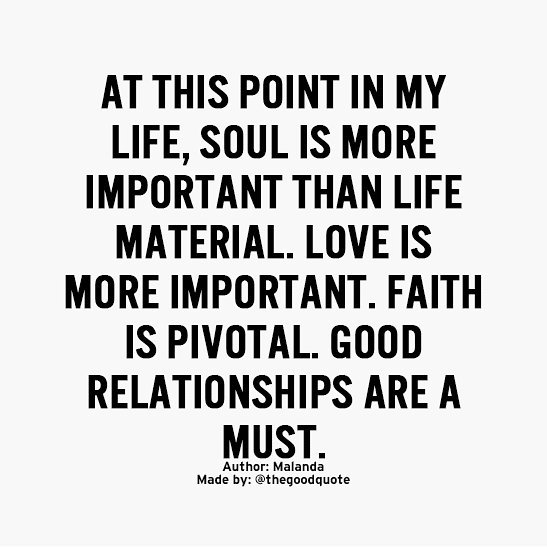 AT THIS POINT IN MY
LIFE, SOUL IS MORE
IMPORTANT THAN LIFE
MATERIAL. LOVE IS
MORE IMPORTANT. FAITH
IS PIVOTAL. GOOD
RELATIONSHIPS ARE A
MUST.
Author: Malanda
Made by: @thegoodquote